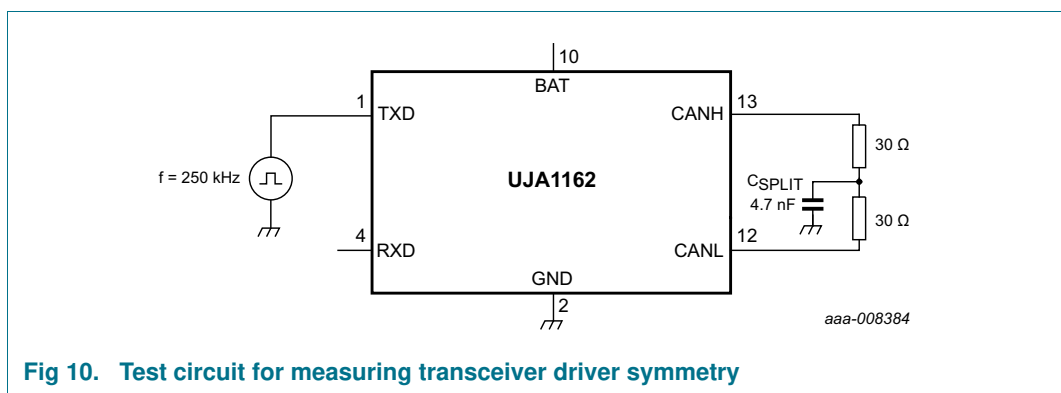 10
BAT
1
TXD
CANH
13
30 Ω
f = 250 kHz
UJA1162
CSPLIT
4.7 nF
30 Ω
4
RXD
CANL
12
GND
2
aaa-008384
Fig 10. Test circuit for measuring transceiver driver symmetry